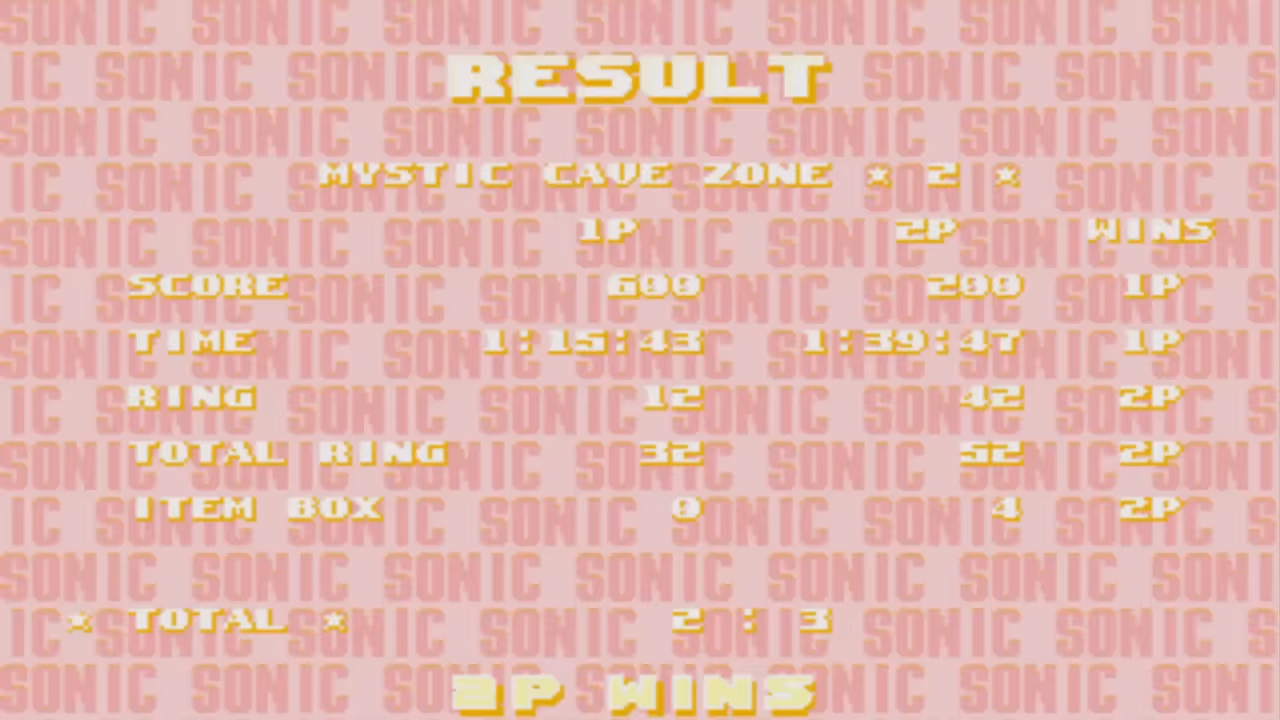 RESULT
MYSTIC CAVE ZONE * 2 *
1P 2P WINS
SCORE 600 200 1P
TIME 1:15:43 1:39:47 1P
RING 12 42 2P
TOTAL RING 32 52 2P
ITEM BOX 0 4 2P
* TOTAL * 2 : 3
2P WINS